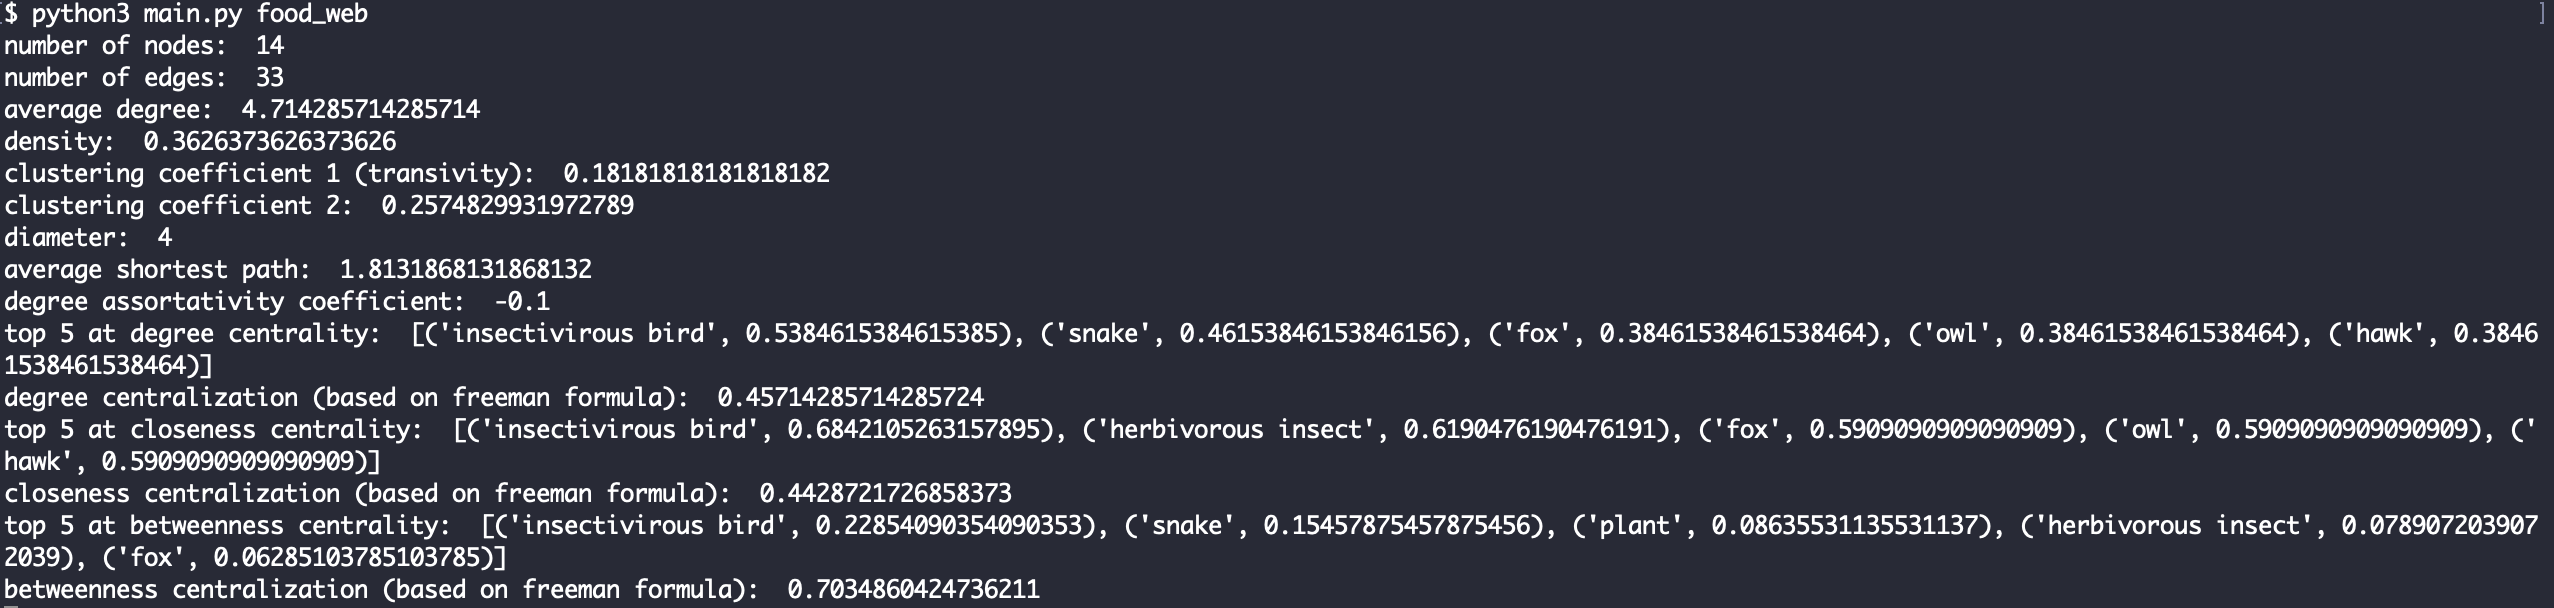 $ python3 main.py food_web ]
number of nodes:  14
number of edges:  33
average degree:  4.714285714285714
density:  0.3626373626373626
clustering coefficient 1 (transivity):  0.18181818181818182
clustering coefficient 2:  0.2574829931972789
diameter:  4
average shortest path:  1.8131868131868132
degree assortativity coefficient:  -0.1
top 5 at degree centrality:  [('insectivirous bird', 0.5384615384615385), ('snake', 0.46153846153846156), ('fox', 0.38461538461538464), ('owl', 0.38461538461538464), ('hawk', 0.3846
1538461538464)]
degree centralization (based on freeman formula):  0.45714285714285724
top 5 at closeness centrality:  [('insectivirous bird', 0.6842105263157895), ('herbivorous insect', 0.6190476190476191), ('fox', 0.5909090909090909), ('owl', 0.5909090909090909), ('
hawk', 0.5909090909090909)]
closeness centralization (based on freeman formula):  0.4428721726858373
top 5 at betweenness centrality:  [('insectivirous bird', 0.22854090354090353), ('snake', 0.15457875457875456), ('plant', 0.08635531135531137), ('herbivorous insect', 0.078907203907
2039), ('fox', 0.06285103785103785)]
betweenness centralization (based on freeman formula):  0.7034860424736211